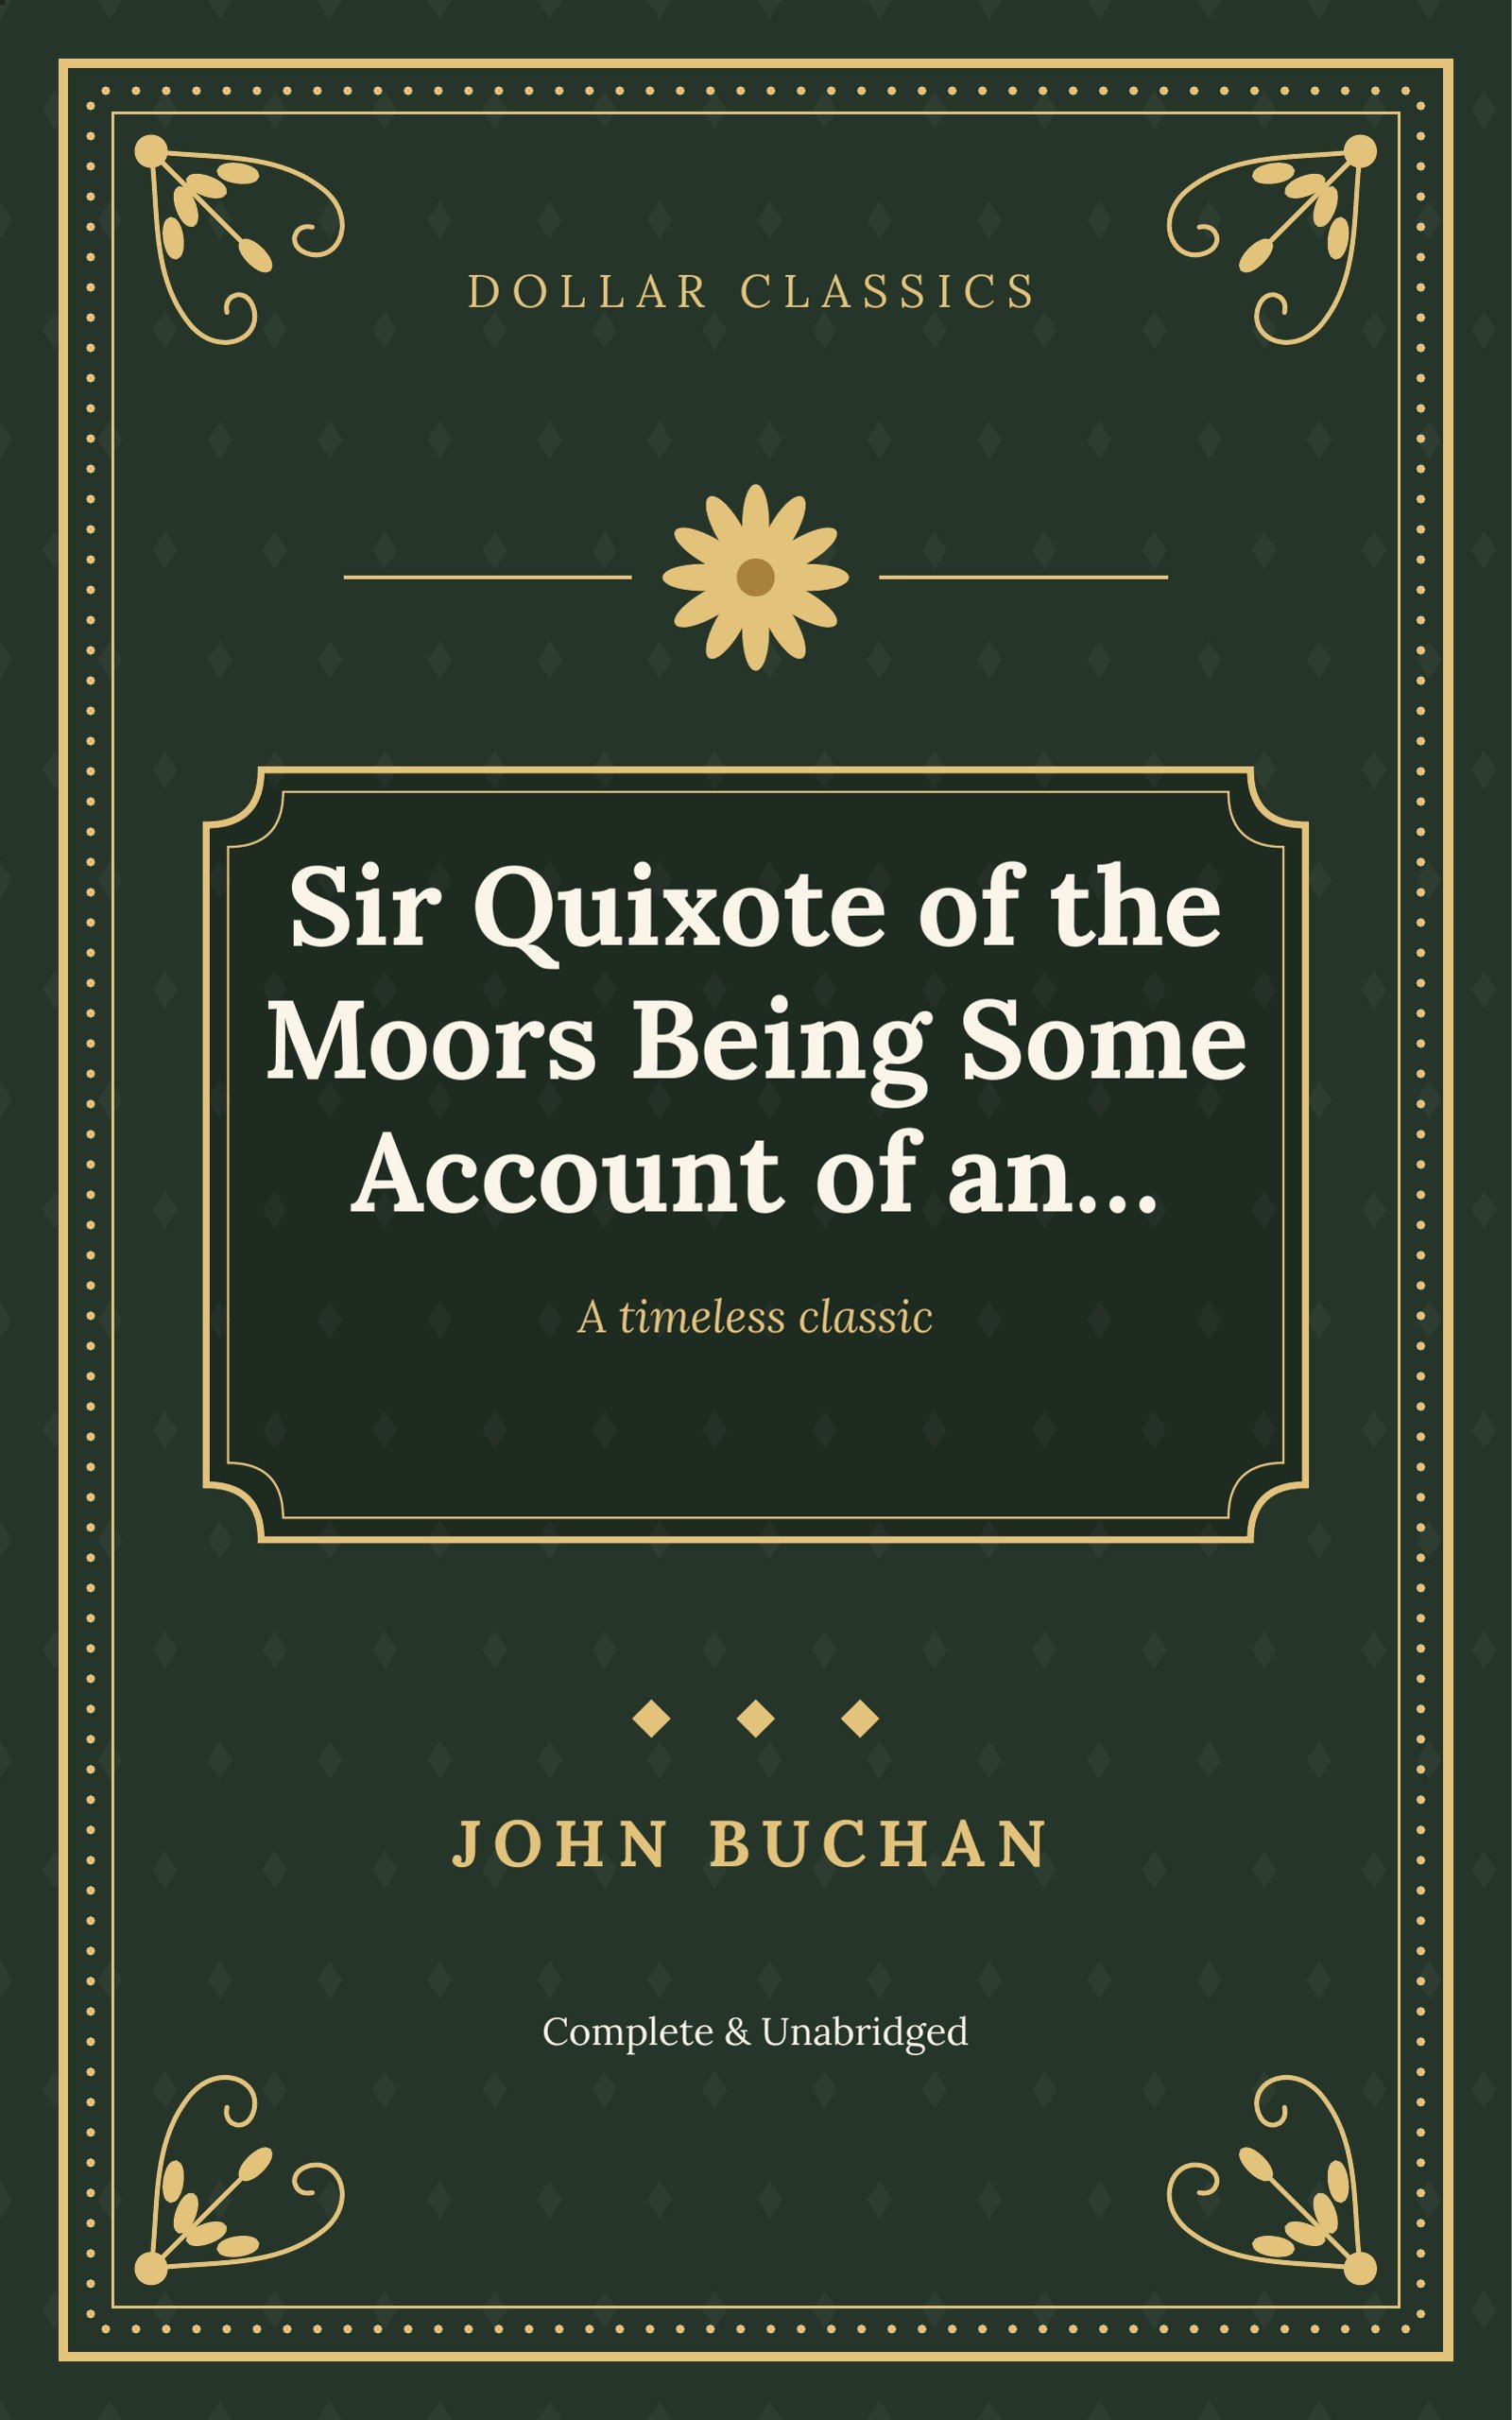 DOLLAR CLASSICS
Sir Quixote of the
Moors Being Some
Account of an...
A timeless classic
JOHN BUCHAN
Complete & Unabridged